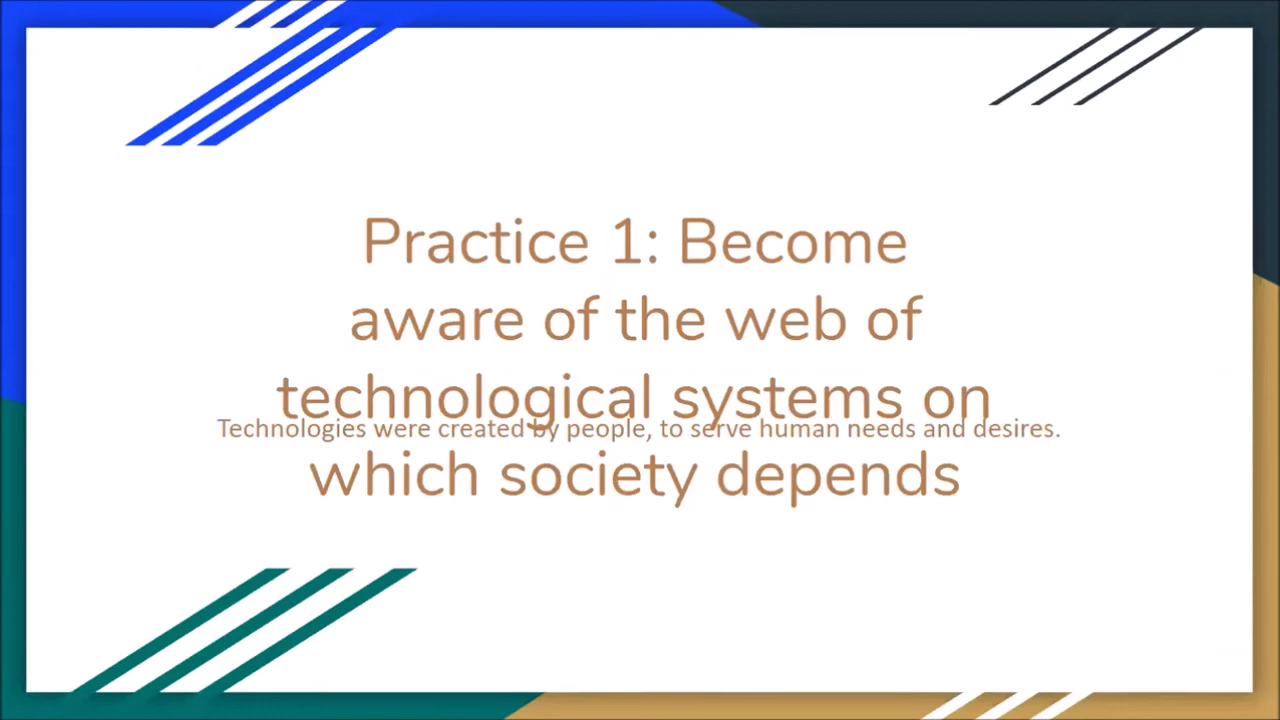 Practice 1: Become
aware of the web of
technological systems on
Technologies were created by people, to serve human needs and desires.
which society depends